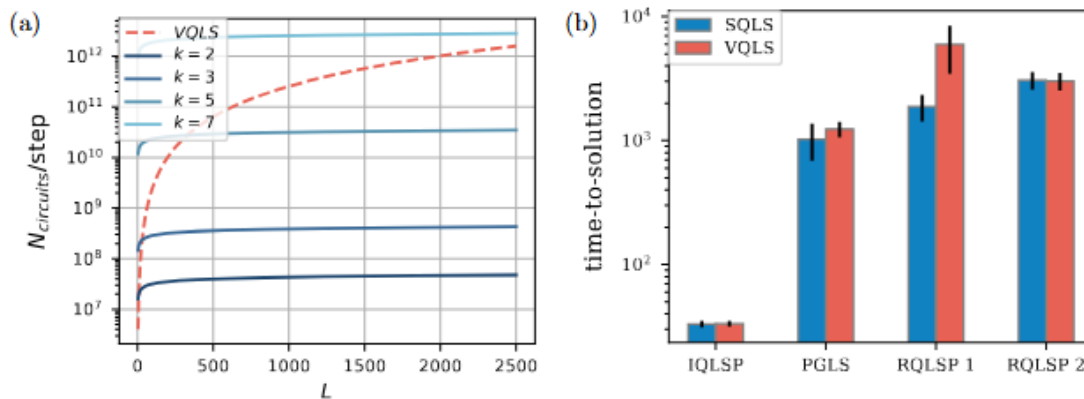 (a)
N_circuits/step
10^12
10^11
10^10
10^9
10^8
10^7
VQLS
k = 2
k = 3
k = 5
k = 7
0 500 1000 1500 2000 2500
L
(b)
time-to-solution
10^4
10^3
10^2
SQLS
VQLS
IQLSP PGLS RQLSP 1 RQLSP 2